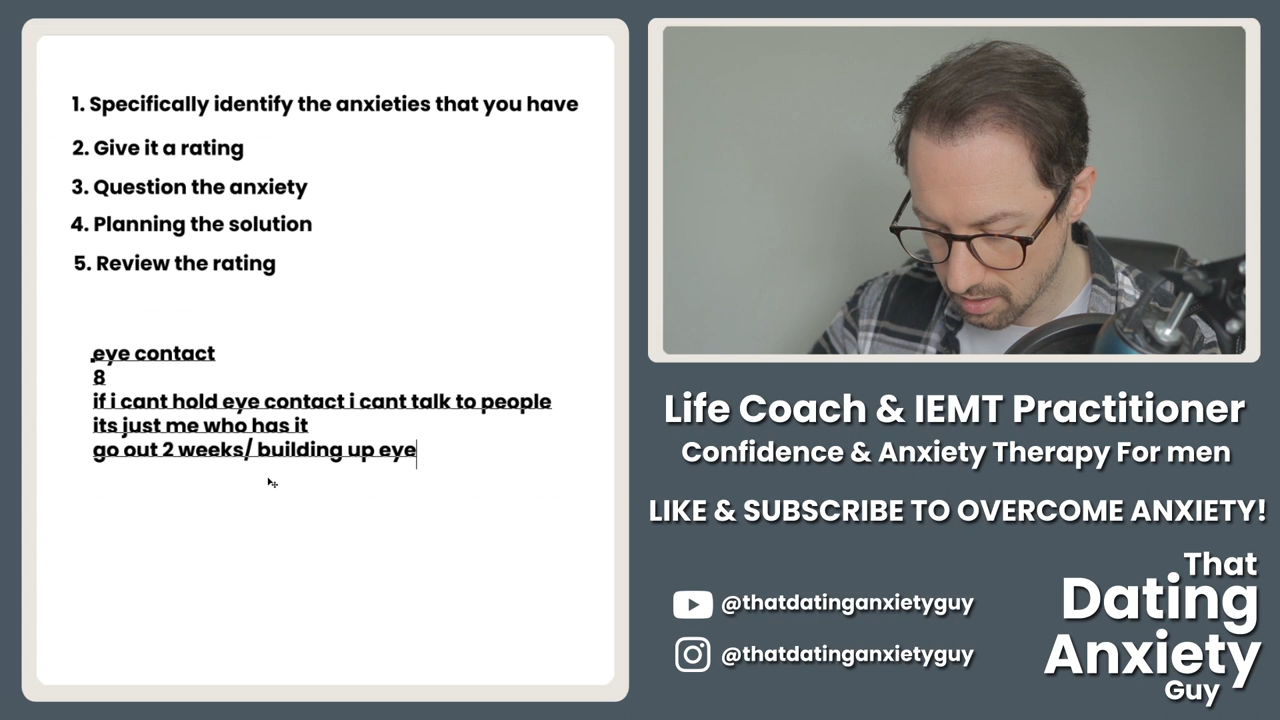 1. Specifically identify the anxieties that you have
2. Give it a rating
3. Question the anxiety
4. Planning the solution
5. Review the rating
eye contact
8
if i cant hold eye contact i cant talk to people
its just me who has it
go out 2 weeks/ building up eye
Life Coach & IEMT Practitioner
Confidence & Anxiety Therapy For men
LIKE & SUBSCRIBE TO OVERCOME ANXIETY!
@thatdatinganxietyguy
@thatdatinganxietyguy
That
Dating
Anxiety
Guy